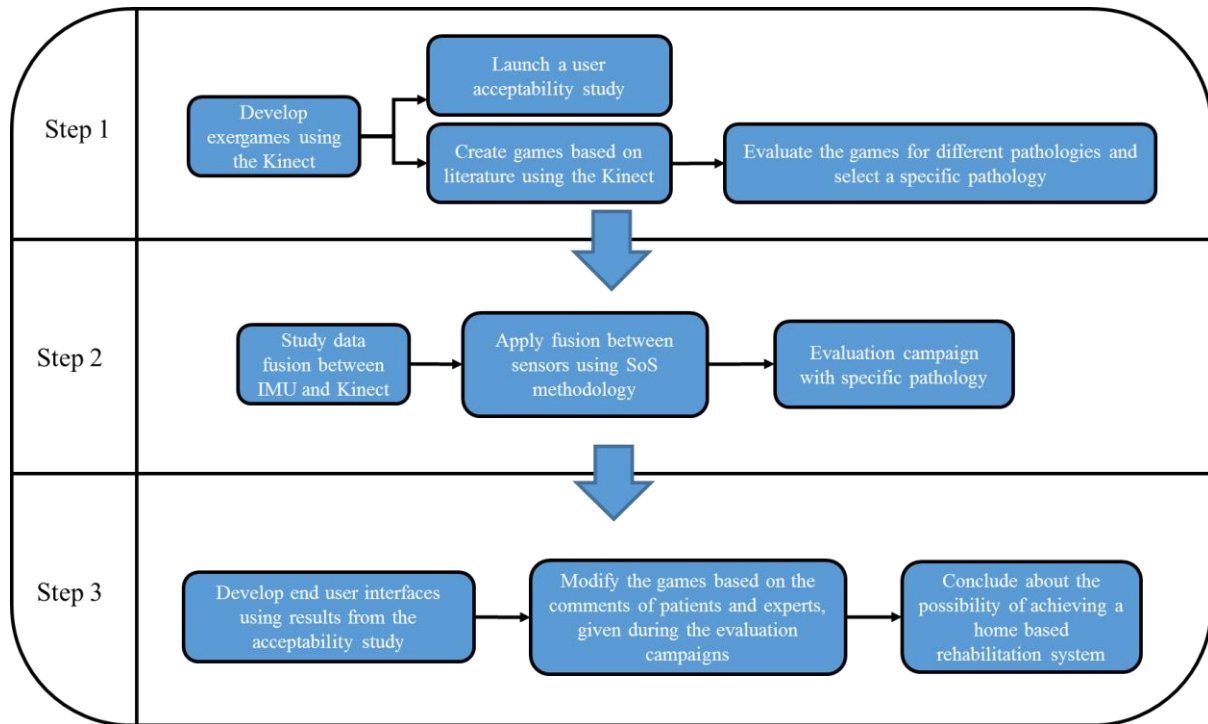 Step 1
Develop
exergames using
the Kinect
Launch a user
acceptability study
Create games based on
literature using the Kinect
Evaluate the games for different pathologies and
select a specific pathology
Step 2
Study data
fusion between
IMU and Kinect
Apply fusion between
sensors using SoS
methodology
Evaluation campaign
with specific pathology
Step 3
Develop end user interfaces
using results from the
acceptability study
Modify the games based on the
comments of patients and experts,
given during the evaluation
campaigns
Conclude about the
possibility of achieving a
home based
rehabilitation system